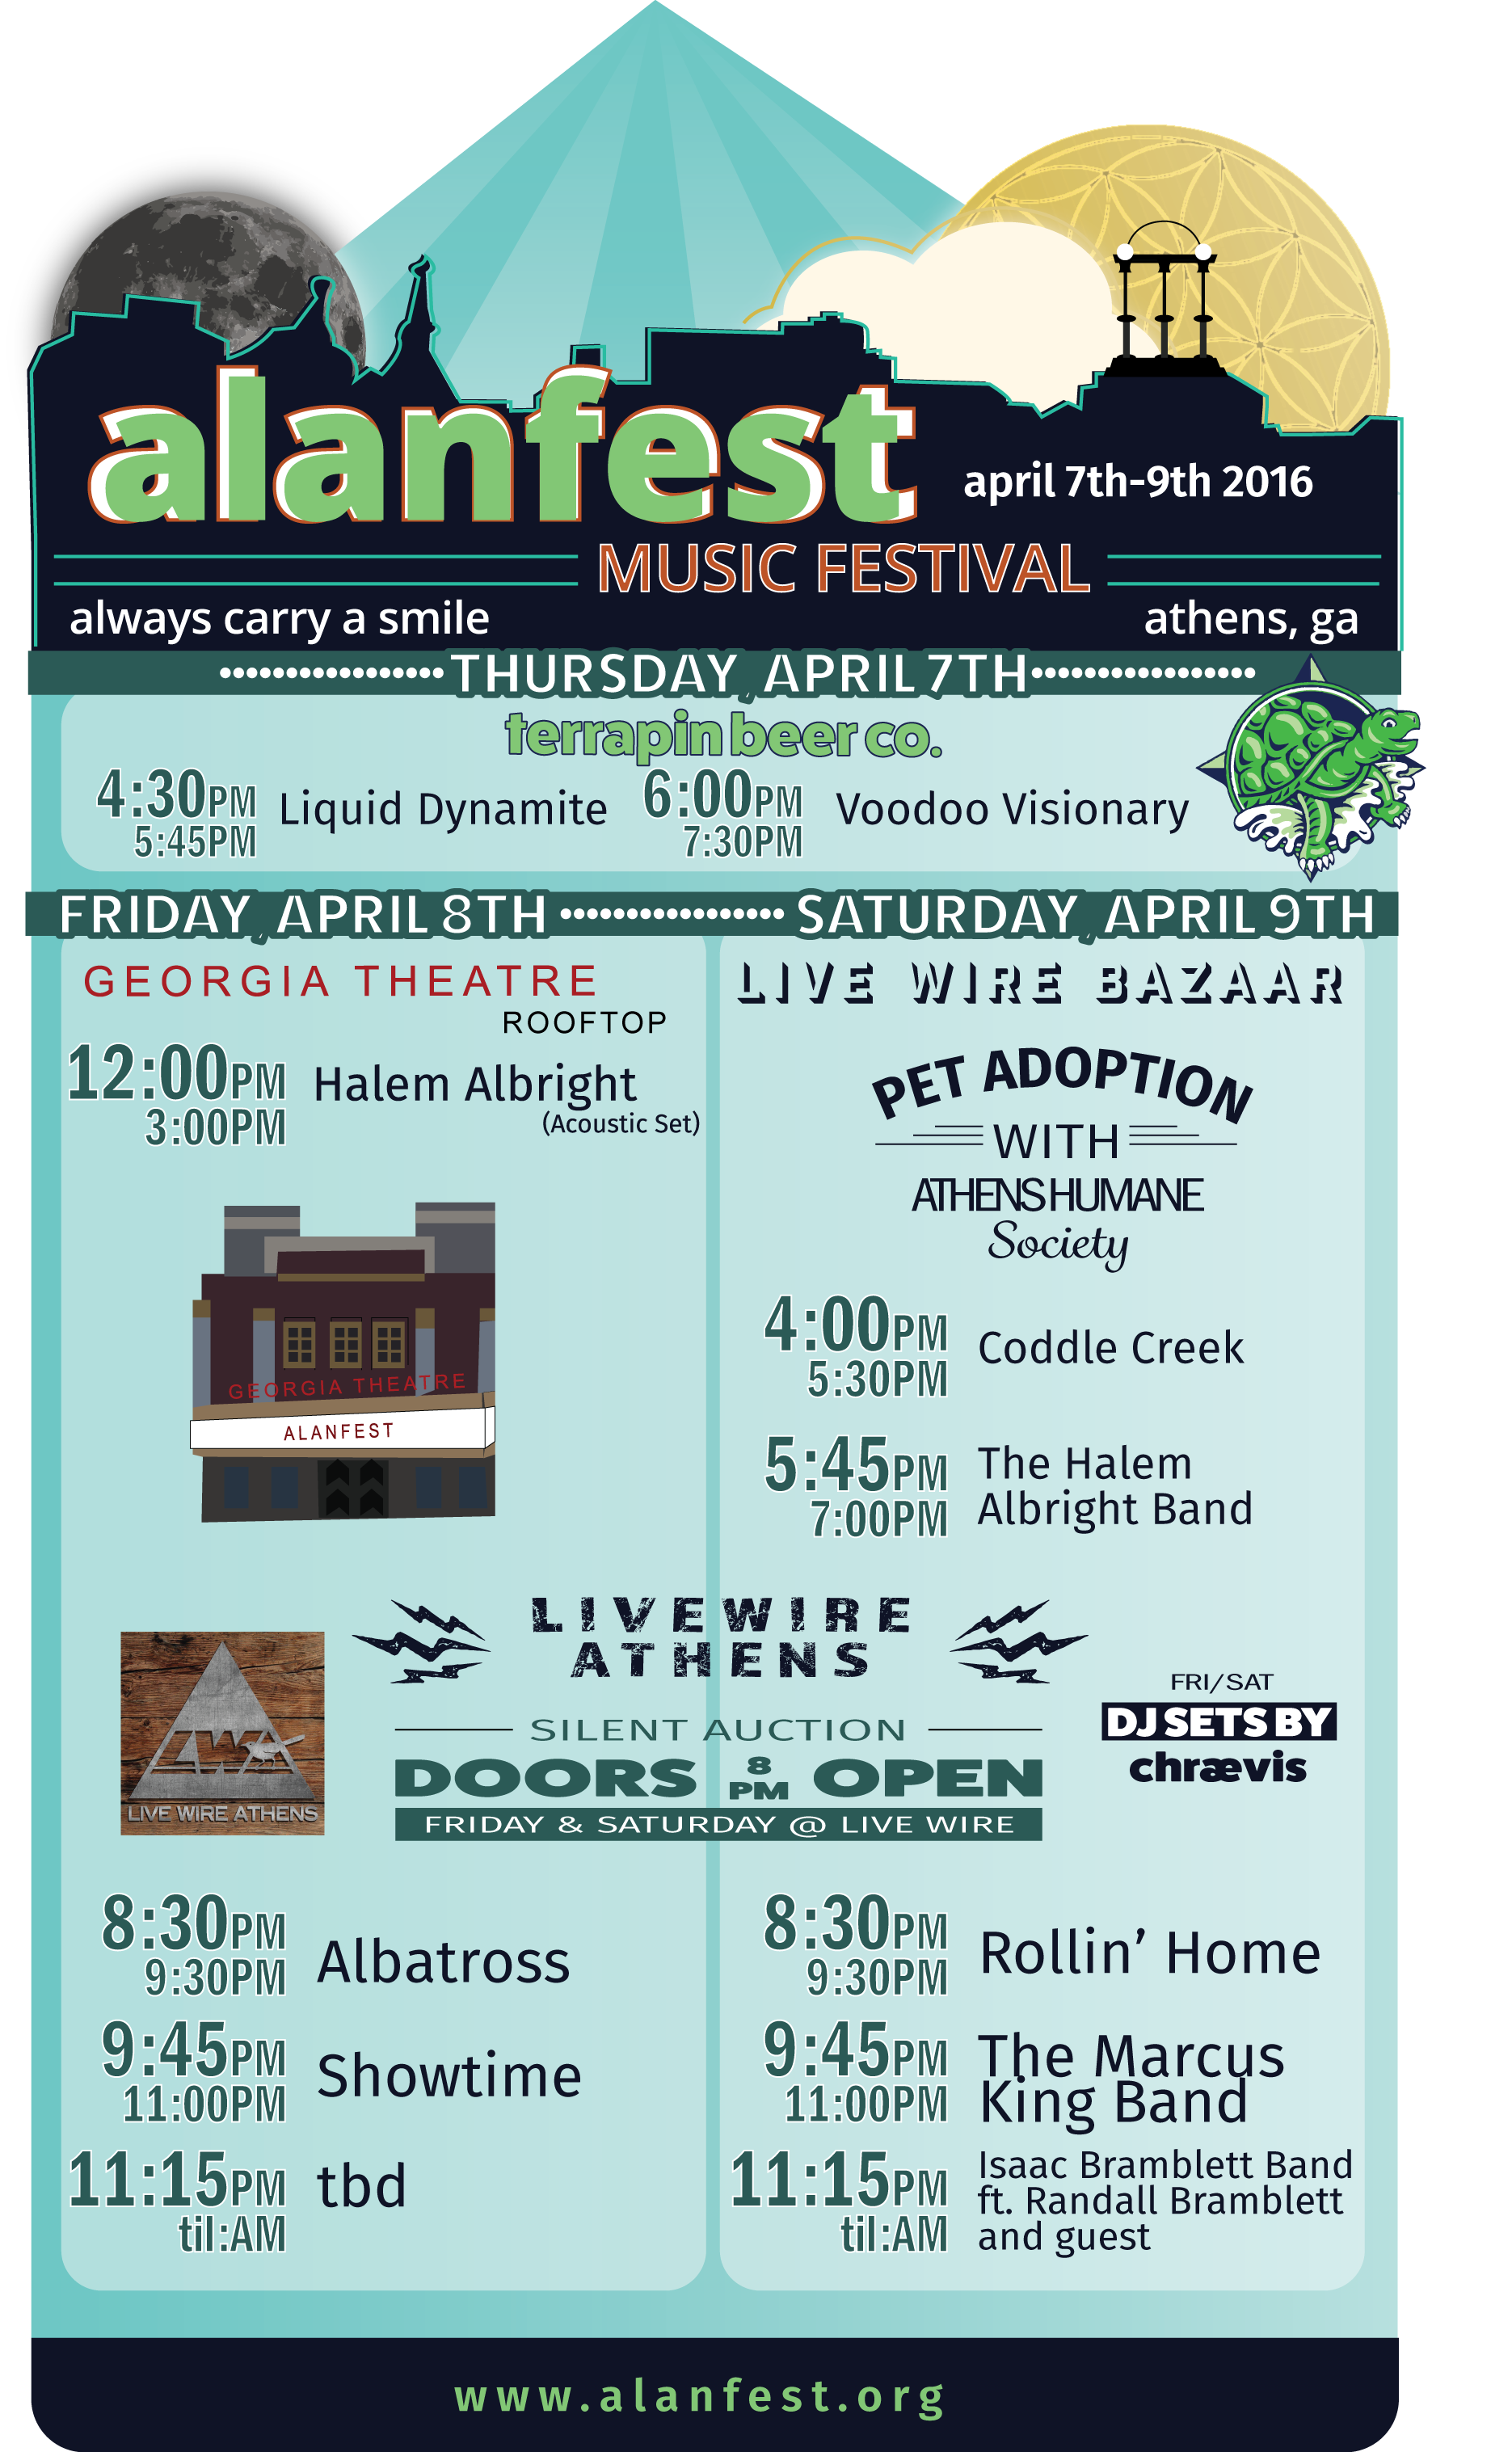 alanfest
april 7th-9th 2016
MUSIC FESTIVAL
always carry a smile
athens, ga
THURSDAY, APRIL 7TH
terrapin beer co.
4:30PM
5:45PM
Liquid Dynamite
6:00PM
7:30PM
Voodoo Visionary
FRIDAY, APRIL 8TH
GEORGIA THEATRE
ROOFTOP
12:00PM
3:00PM
Halem Albright
(Acoustic Set)
GEORGIA THEATRE
ALANFEST
SATURDAY, APRIL 9TH
LIVE WIRE BAZAAR
PET ADOPTION
WITH
ATHENS HUMANE
Society
4:00PM
5:30PM
Coddle Creek
5:45PM
7:00PM
The Halem
Albright Band
LIVEWIRE
ATHENS
LWA
LIVE WIRE ATHENS
SILENT AUCTION
DOORS 8 PM OPEN
FRIDAY & SATURDAY @ LIVE WIRE
FRI/SAT
DJ SETS BY
chrævis
8:30PM
9:30PM
Albatross
9:45PM
11:00PM
Showtime
11:15PM
til:AM
tbd
8:30PM
9:30PM
Rollin’ Home
9:45PM
11:00PM
The Marcus
King Band
11:15PM
til:AM
Isaac Bramblett Band
ft. Randall Bramblett
and guest
www.alanfest.org